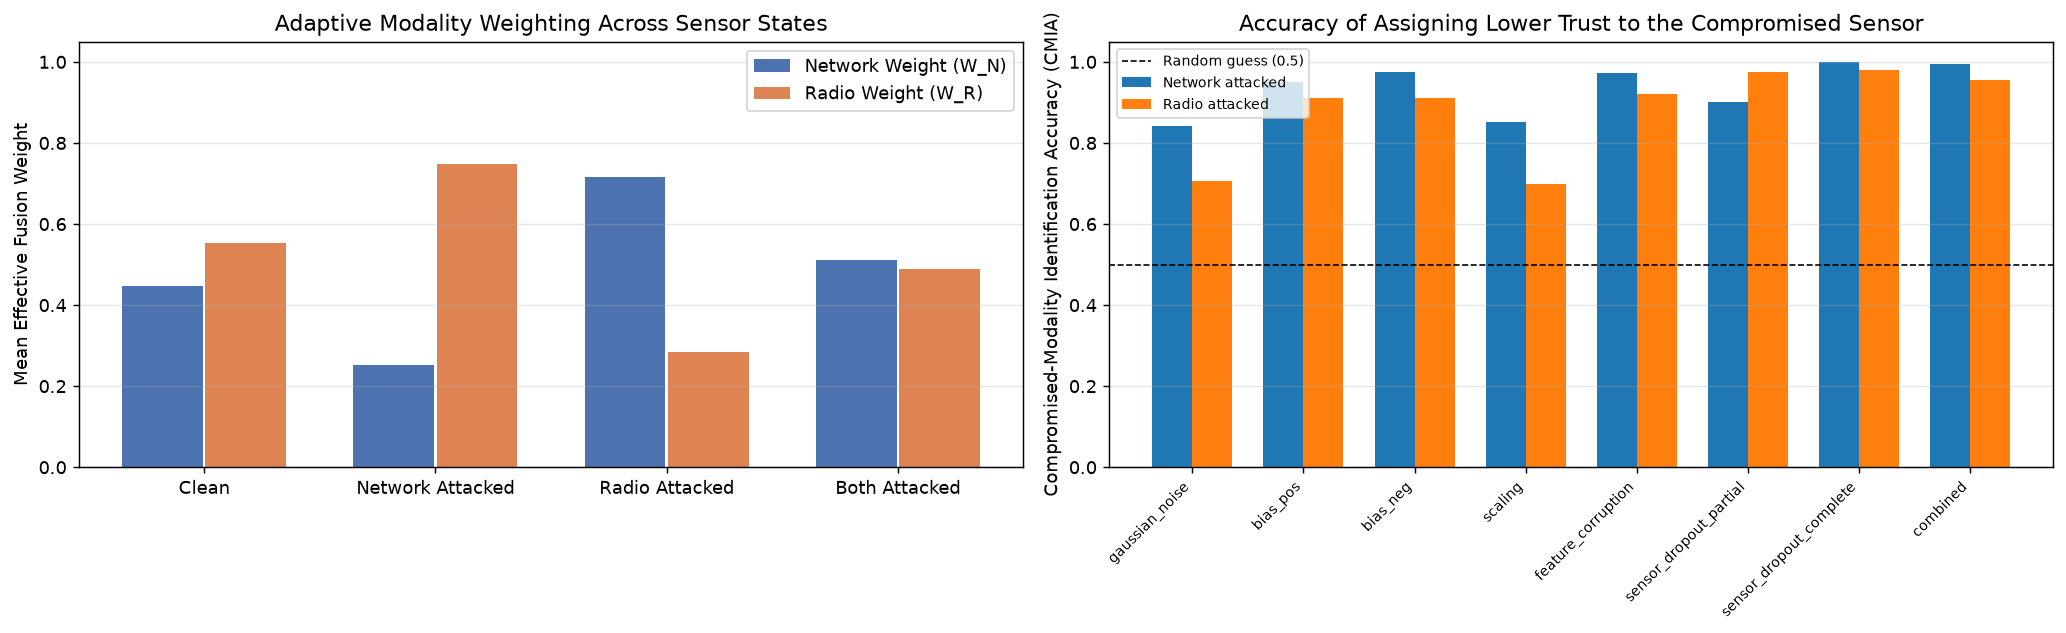 Adaptive Modality Weighting Across Sensor States
Mean Effective Fusion Weight
1.0
0.8
0.6
0.4
0.2
0.0
Network Weight (W_N)
Radio Weight (W_R)
Clean
Network Attacked
Radio Attacked
Both Attacked
Accuracy of Assigning Lower Trust to the Compromised Sensor
Compromised-Modality Identification Accuracy (CMIA)
1.0
0.8
0.6
0.4
0.2
0.0
Random guess (0.5)
Network attacked
Radio attacked
gaussian_noise
bias_pos
bias_neg
scaling
feature_corruption
sensor_dropout_partial
sensor_dropout_complete
combined